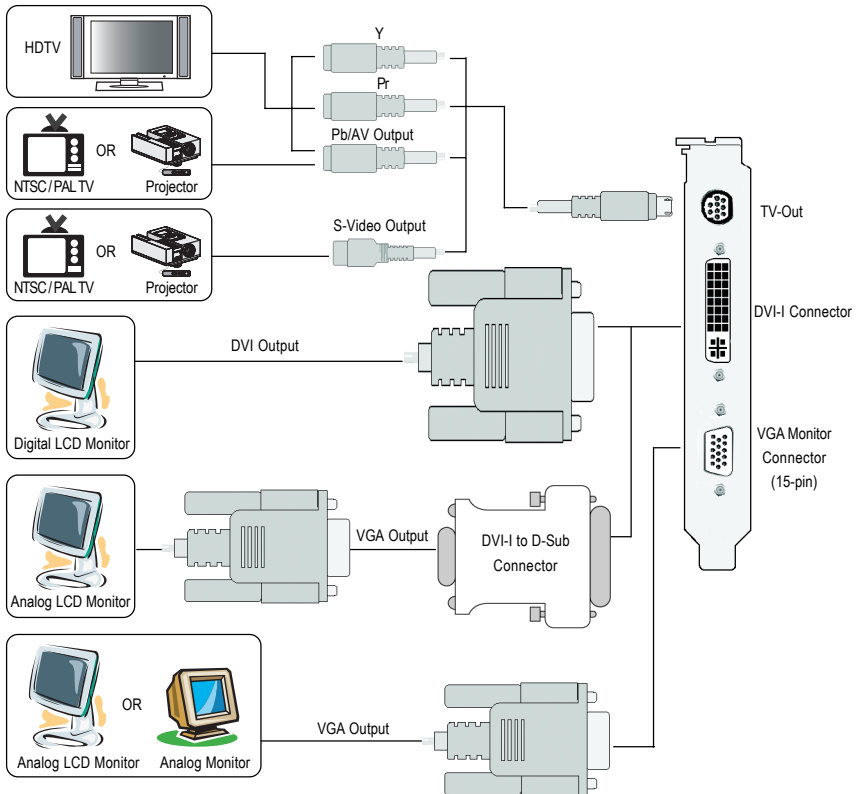 HDTV
Y
Pr
Pb/AV Output
OR
NTSC/PAL TV
Projector
S-Video Output
OR
NTSC/PAL TV
Projector
TV-Out
DVI-I Connector
DVI Output
Digital LCD Monitor
VGA Monitor
Connector
(15-pin)
VGA Output
DVI-I to D-Sub
Connector
Analog LCD Monitor
OR
VGA Output
Analog LCD Monitor
Analog Monitor